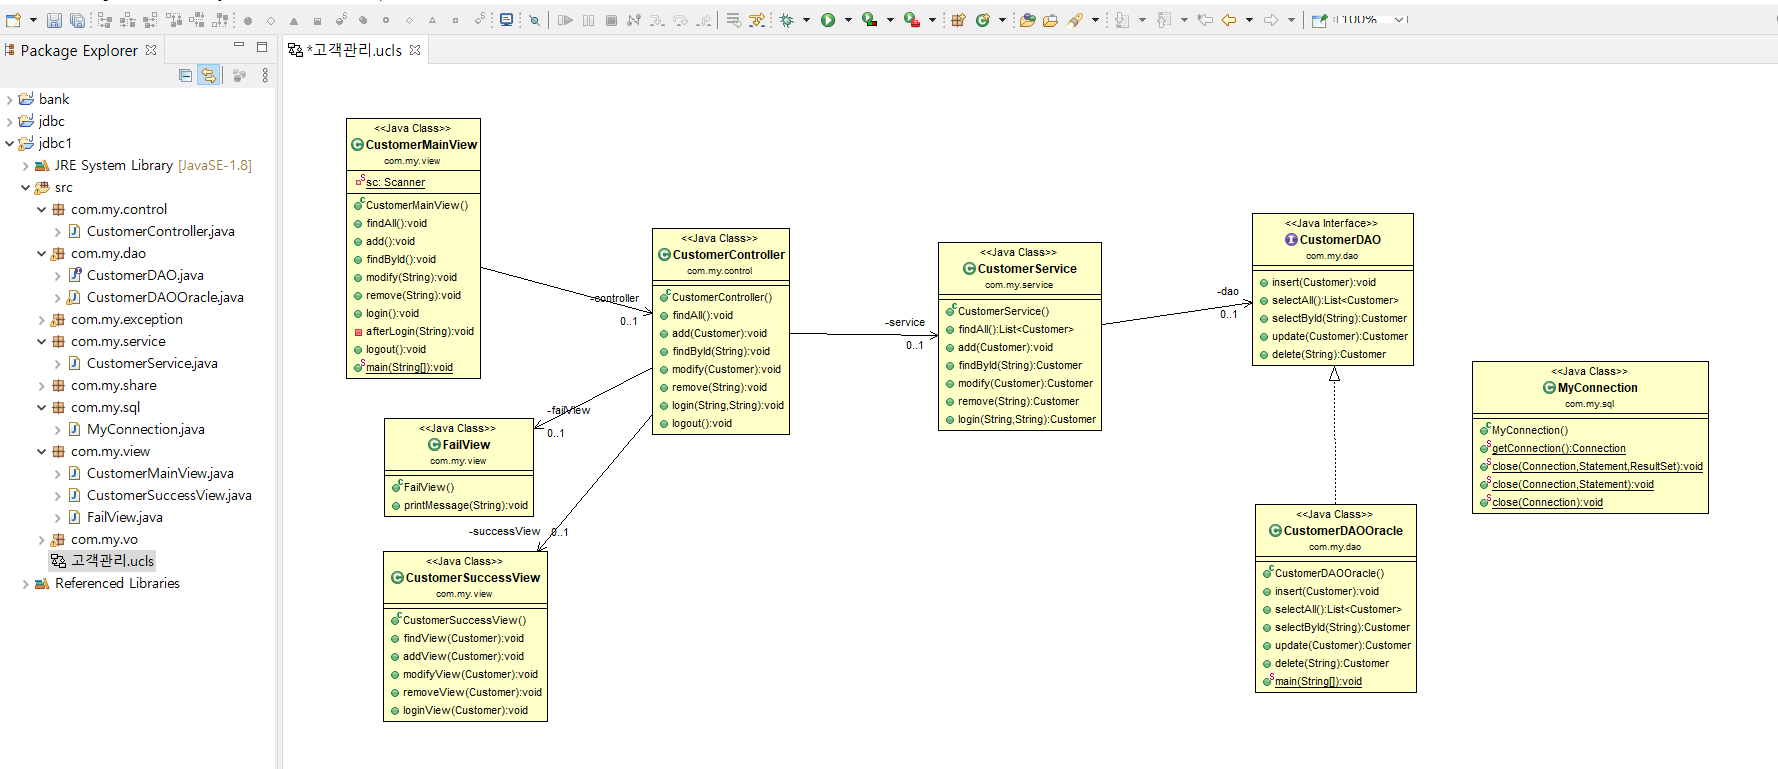 100%
Package Explorer
*고객관리.ucls
bank
jdbc
jdbc1
JRE System Library [JavaSE-1.8]
src
com.my.control
CustomerController.java
com.my.dao
CustomerDAO.java
CustomerDAOOracle.java
com.my.exception
com.my.service
CustomerService.java
com.my.share
com.my.sql
MyConnection.java
com.my.view
CustomerMainView.java
CustomerSuccessView.java
FailView.java
com.my.vo
고객관리.ucls
Referenced Libraries
<<Java Class>>
CustomerMainView
com.my.view
sc: Scanner
CustomerMainView()
findAll():void
add():void
findById():void
modify(String):void
remove(String):void
login():void
afterLogin(String):void
logout():void
main(String[]):void
-controller
0..1
<<Java Class>>
CustomerController
com.my.control
CustomerController()
findAll():void
add(Customer):void
findById(String):void
modify(Customer):void
remove(String):void
login(String,String):void
logout():void
-failView
0..1
<<Java Class>>
FailView
com.my.view
FailView()
printMessage(String):void
-successView
0..1
<<Java Class>>
CustomerSuccessView
com.my.view
CustomerSuccessView()
findView(Customer):void
addView(Customer):void
modifyView(Customer):void
removeView(Customer):void
loginView(Customer):void
-service
0..1
<<Java Class>>
CustomerService
com.my.service
CustomerService()
findAll():List<Customer>
add(Customer):void
findById(String):Customer
modify(Customer):Customer
remove(String):Customer
login(String,String):Customer
-dao
0..1
<<Java Interface>>
CustomerDAO
com.my.dao
insert(Customer):void
selectAll():List<Customer>
selectById(String):Customer
update(Customer):Customer
delete(String):Customer
<<Java Class>>
CustomerDAOOracle
com.my.dao
CustomerDAOOracle()
insert(Customer):void
selectAll():List<Customer>
selectById(String):Customer
update(Customer):Customer
delete(String):Customer
main(String[]):void
<<Java Class>>
MyConnection
com.my.sql
MyConnection()
getConnection():Connection
close(Connection,Statement,ResultSet):void
close(Connection,Statement):void
close(Connection):void